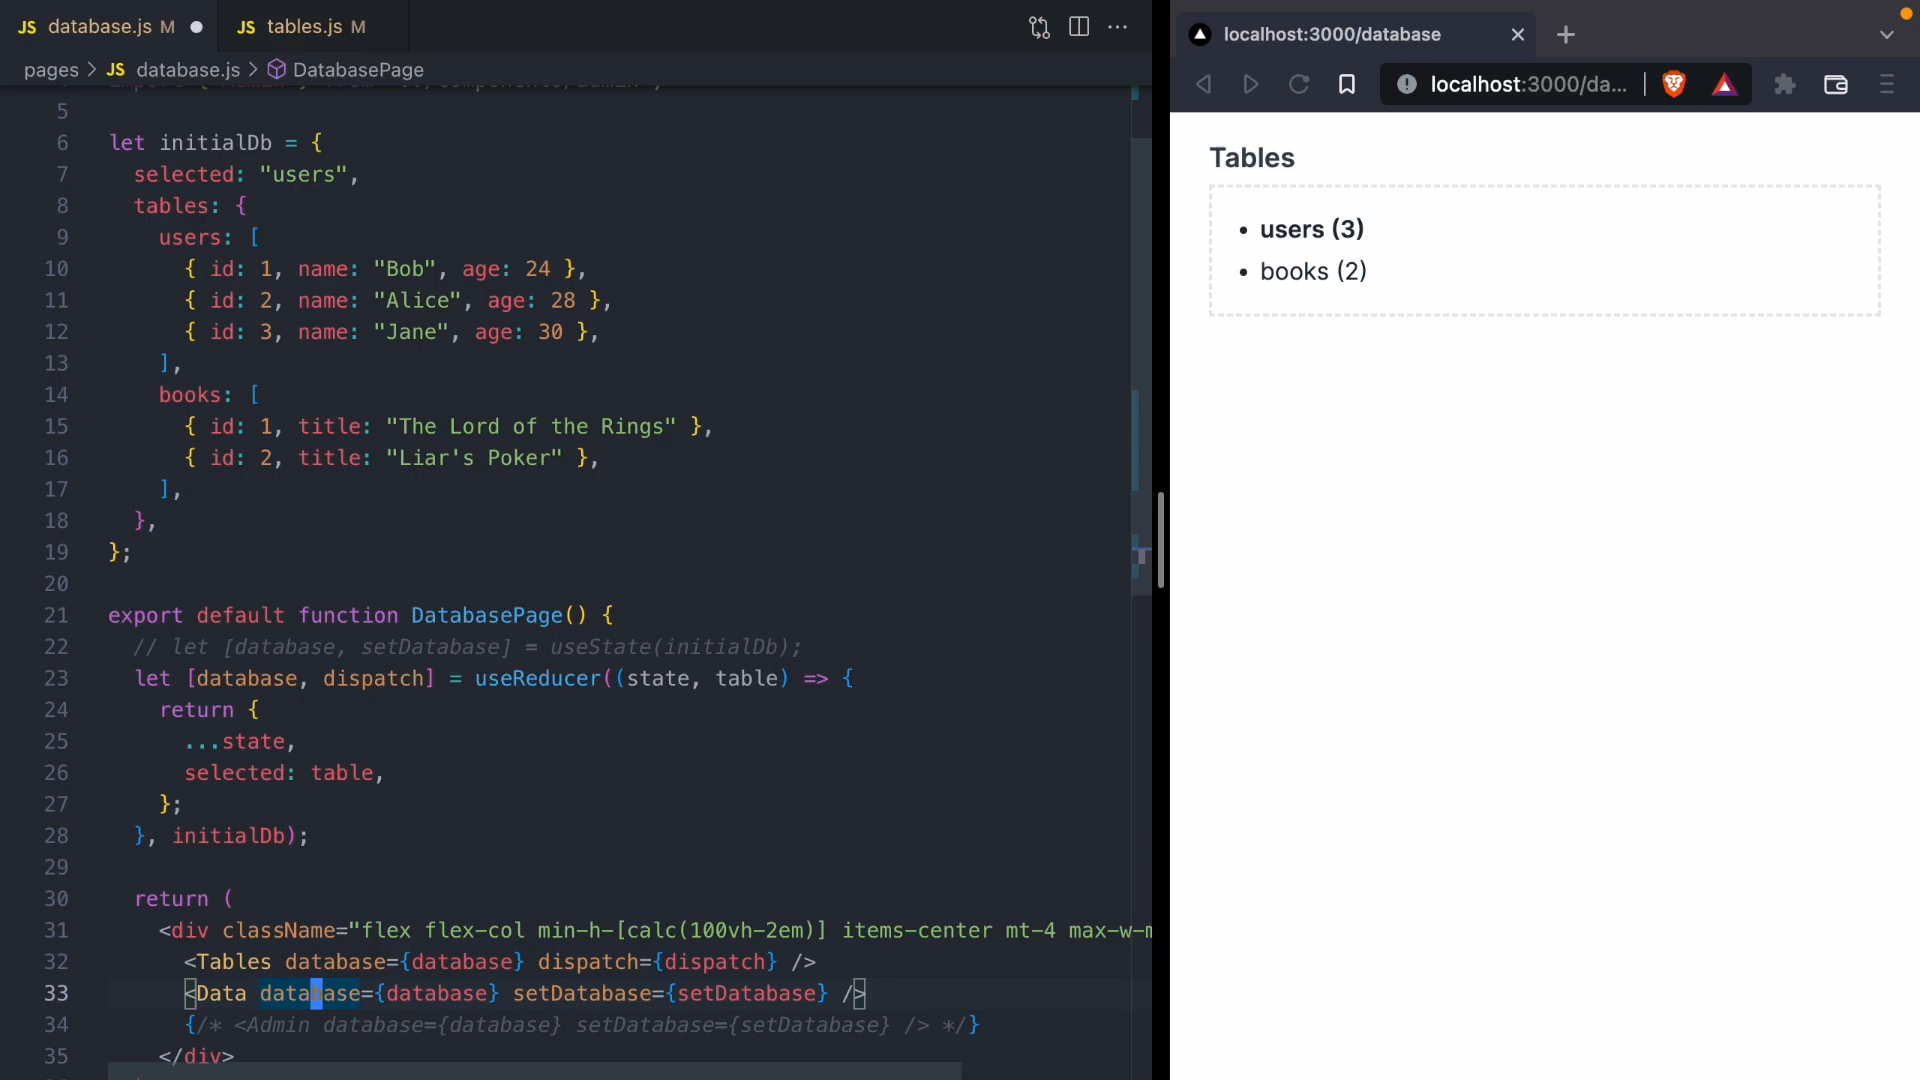 JS database.js M
JS tables.js M
pages > JS database.js > DatabasePage
5
6 let initialDb = {
7 selected: "users",
8 tables: {
9 users: [
10 { id: 1, name: "Bob", age: 24 },
11 { id: 2, name: "Alice", age: 28 },
12 { id: 3, name: "Jane", age: 30 },
13 ],
14 books: [
15 { id: 1, title: "The Lord of the Rings" },
16 { id: 2, title: "Liar's Poker" },
17 ],
18 },
19 };
20
21 export default function DatabasePage() {
22 // let [database, setDatabase] = useState(initialDb);
23 let [database, dispatch] = useReducer((state, table) => {
24 return {
25 ...state,
26 selected: table,
27 };
28 }, initialDb);
29
30 return (
31 <div className="flex flex-col min-h-[calc(100vh-2em)] items-center mt-4 max-w-m
32 <Tables database={database} dispatch={dispatch} />
33 <Data database={database} setDatabase={setDatabase} />
34 {/* <Admin database={database} setDatabase={setDatabase} /> */}
35 </div>
localhost:3000/database
localhost:3000/da...
Tables
• users (3)
• books (2)